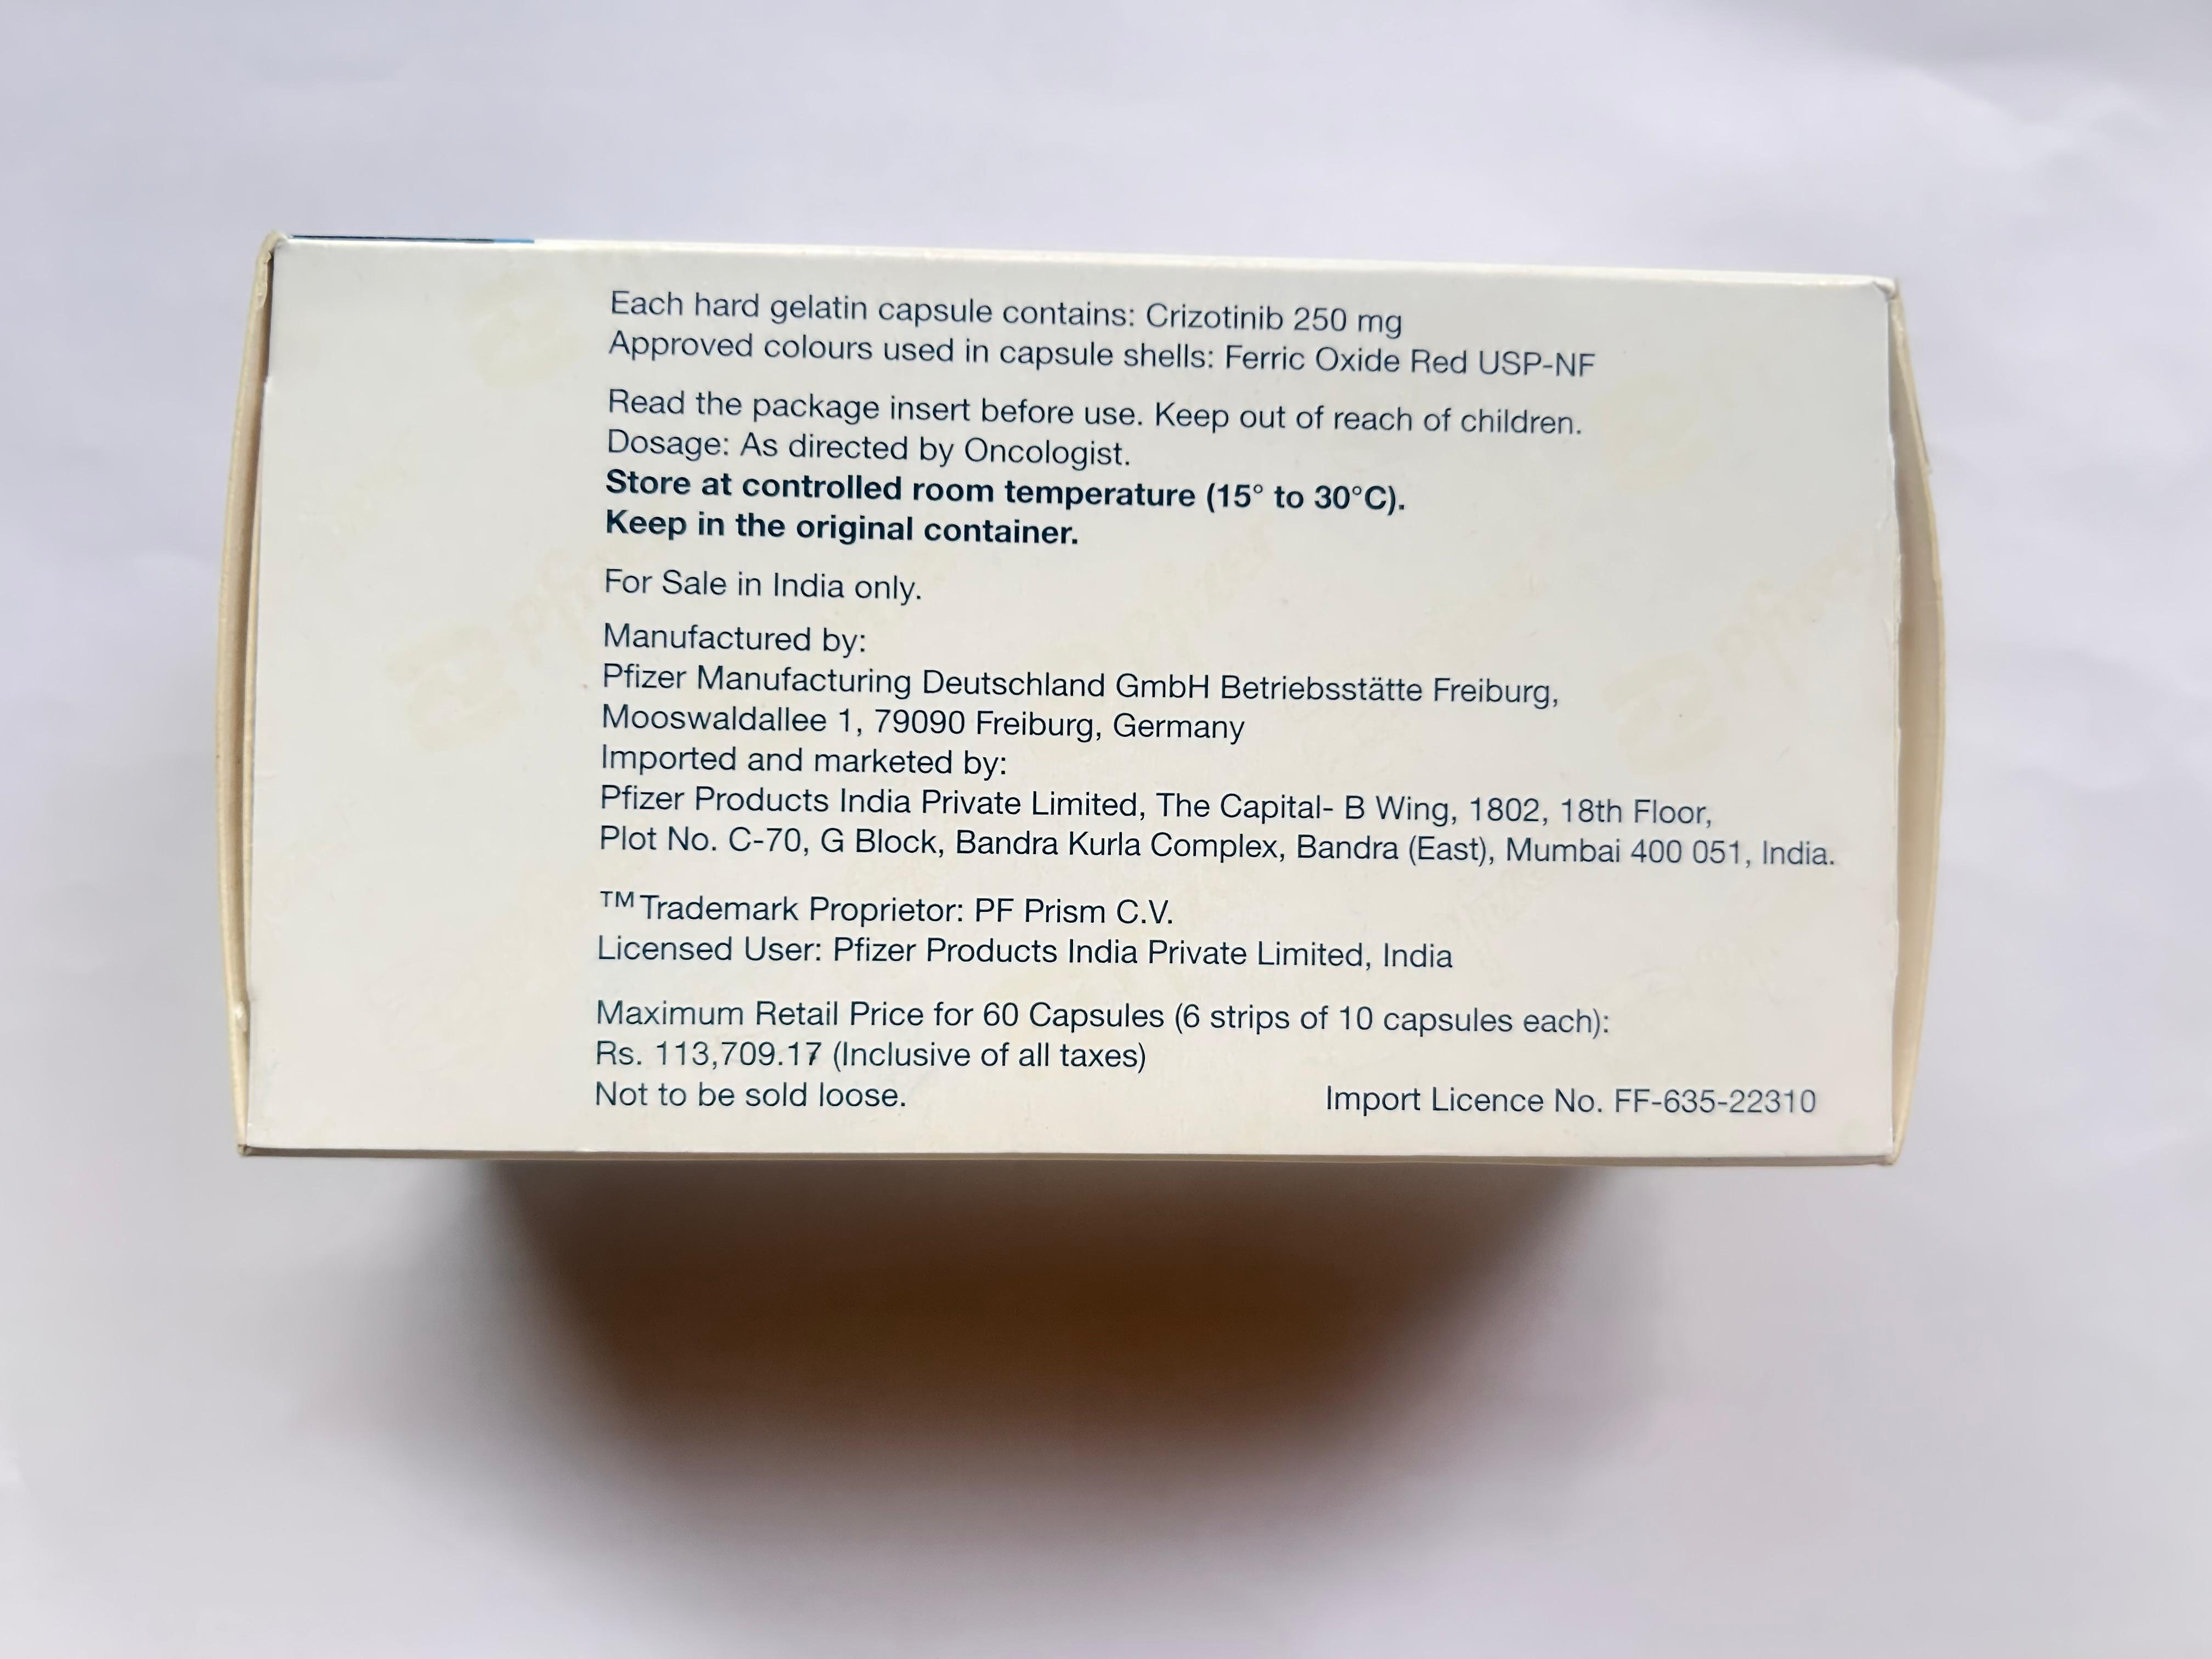 Each hard gelatin capsule contains: Crizotinib 250 mg
Approved colours used in capsule shells: Ferric Oxide Red USP-NF
Read the package insert before use. Keep out of reach of children.
Dosage: As directed by Oncologist.
Store at controlled room temperature (15° to 30°C).
Keep in the original container.
For Sale in India only.
Manufactured by:
Pfizer Manufacturing Deutschland GmbH Betriebsstätte Freiburg,
Mooswaldallee 1, 79090 Freiburg, Germany
Imported and marketed by:
Pfizer Products India Private Limited, The Capital- B Wing, 1802, 18th Floor,
Plot No. C-70, G Block, Bandra Kurla Complex, Bandra (East), Mumbai 400 051, India.
™Trademark Proprietor: PF Prism C.V.
Licensed User: Pfizer Products India Private Limited, India
Maximum Retail Price for 60 Capsules (6 strips of 10 capsules each):
Rs. 113,709.17 (Inclusive of all taxes)
Not to be sold loose. Import Licence No. FF-635-22310
Pfizer
Pfizer
Pfizer